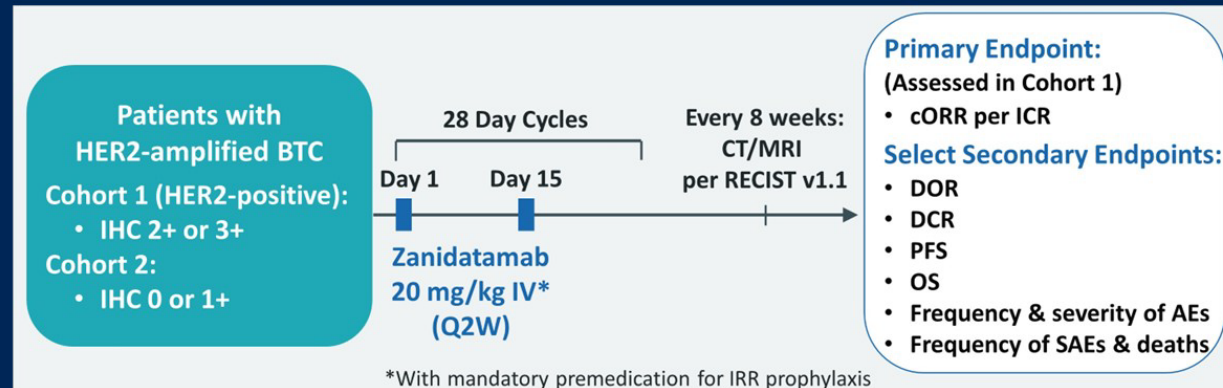 Patients with
HER2-amplified BTC
Cohort 1 (HER2-positive):
• IHC 2+ or 3+
Cohort 2:
• IHC 0 or 1+
28 Day Cycles
Day 1
Day 15
Zanidatamab
20 mg/kg IV*
(Q2W)
Every 8 weeks:
CT/MRI
per RECIST v1.1
Primary Endpoint:
(Assessed in Cohort 1)
• cORR per ICR
Select Secondary Endpoints:
• DOR
• DCR
• PFS
• OS
• Frequency & severity of AEs
• Frequency of SAEs & deaths
*With mandatory premedication for IRR prophylaxis